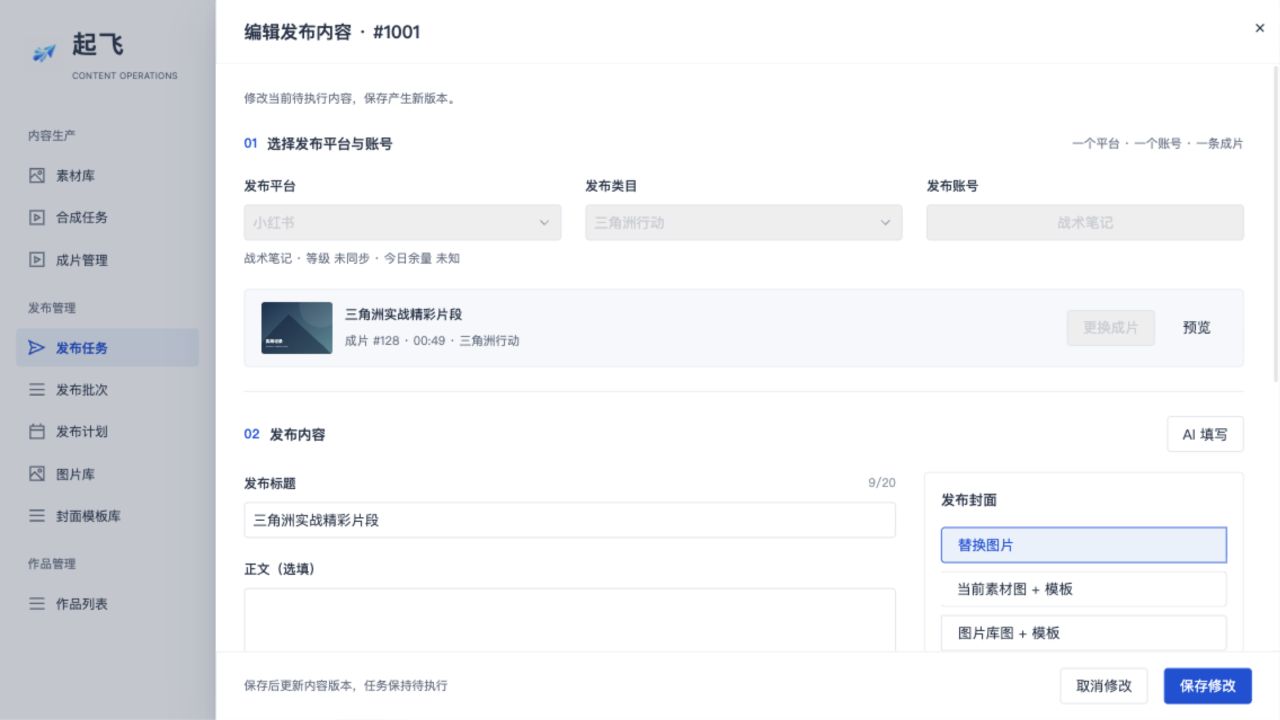 起飞
CONTENT OPERATIONS
内容生产
素材库
合成任务
成片管理
发布管理
发布任务
发布批次
发布计划
图片库
封面模板库
作品管理
作品列表
编辑发布内容 · #1001
×
修改当前待执行内容，保存产生新版本。
01 选择发布平台与账号
一个平台 · 一个账号 · 一条成片
发布平台 发布类目 发布账号
小红书 三角洲行动 战术笔记
战术笔记 · 等级 未同步 · 今日余量 未知
三角洲实战精彩片段
成片 #128 · 00:49 · 三角洲行动
更换成片 预览
02 发布内容
AI 填写
发布标题 9/20
三角洲实战精彩片段
正文（选填）
发布封面
替换图片
当前素材图 + 模板
图片库图 + 模板
保存后更新内容版本，任务保持待执行
取消修改 保存修改